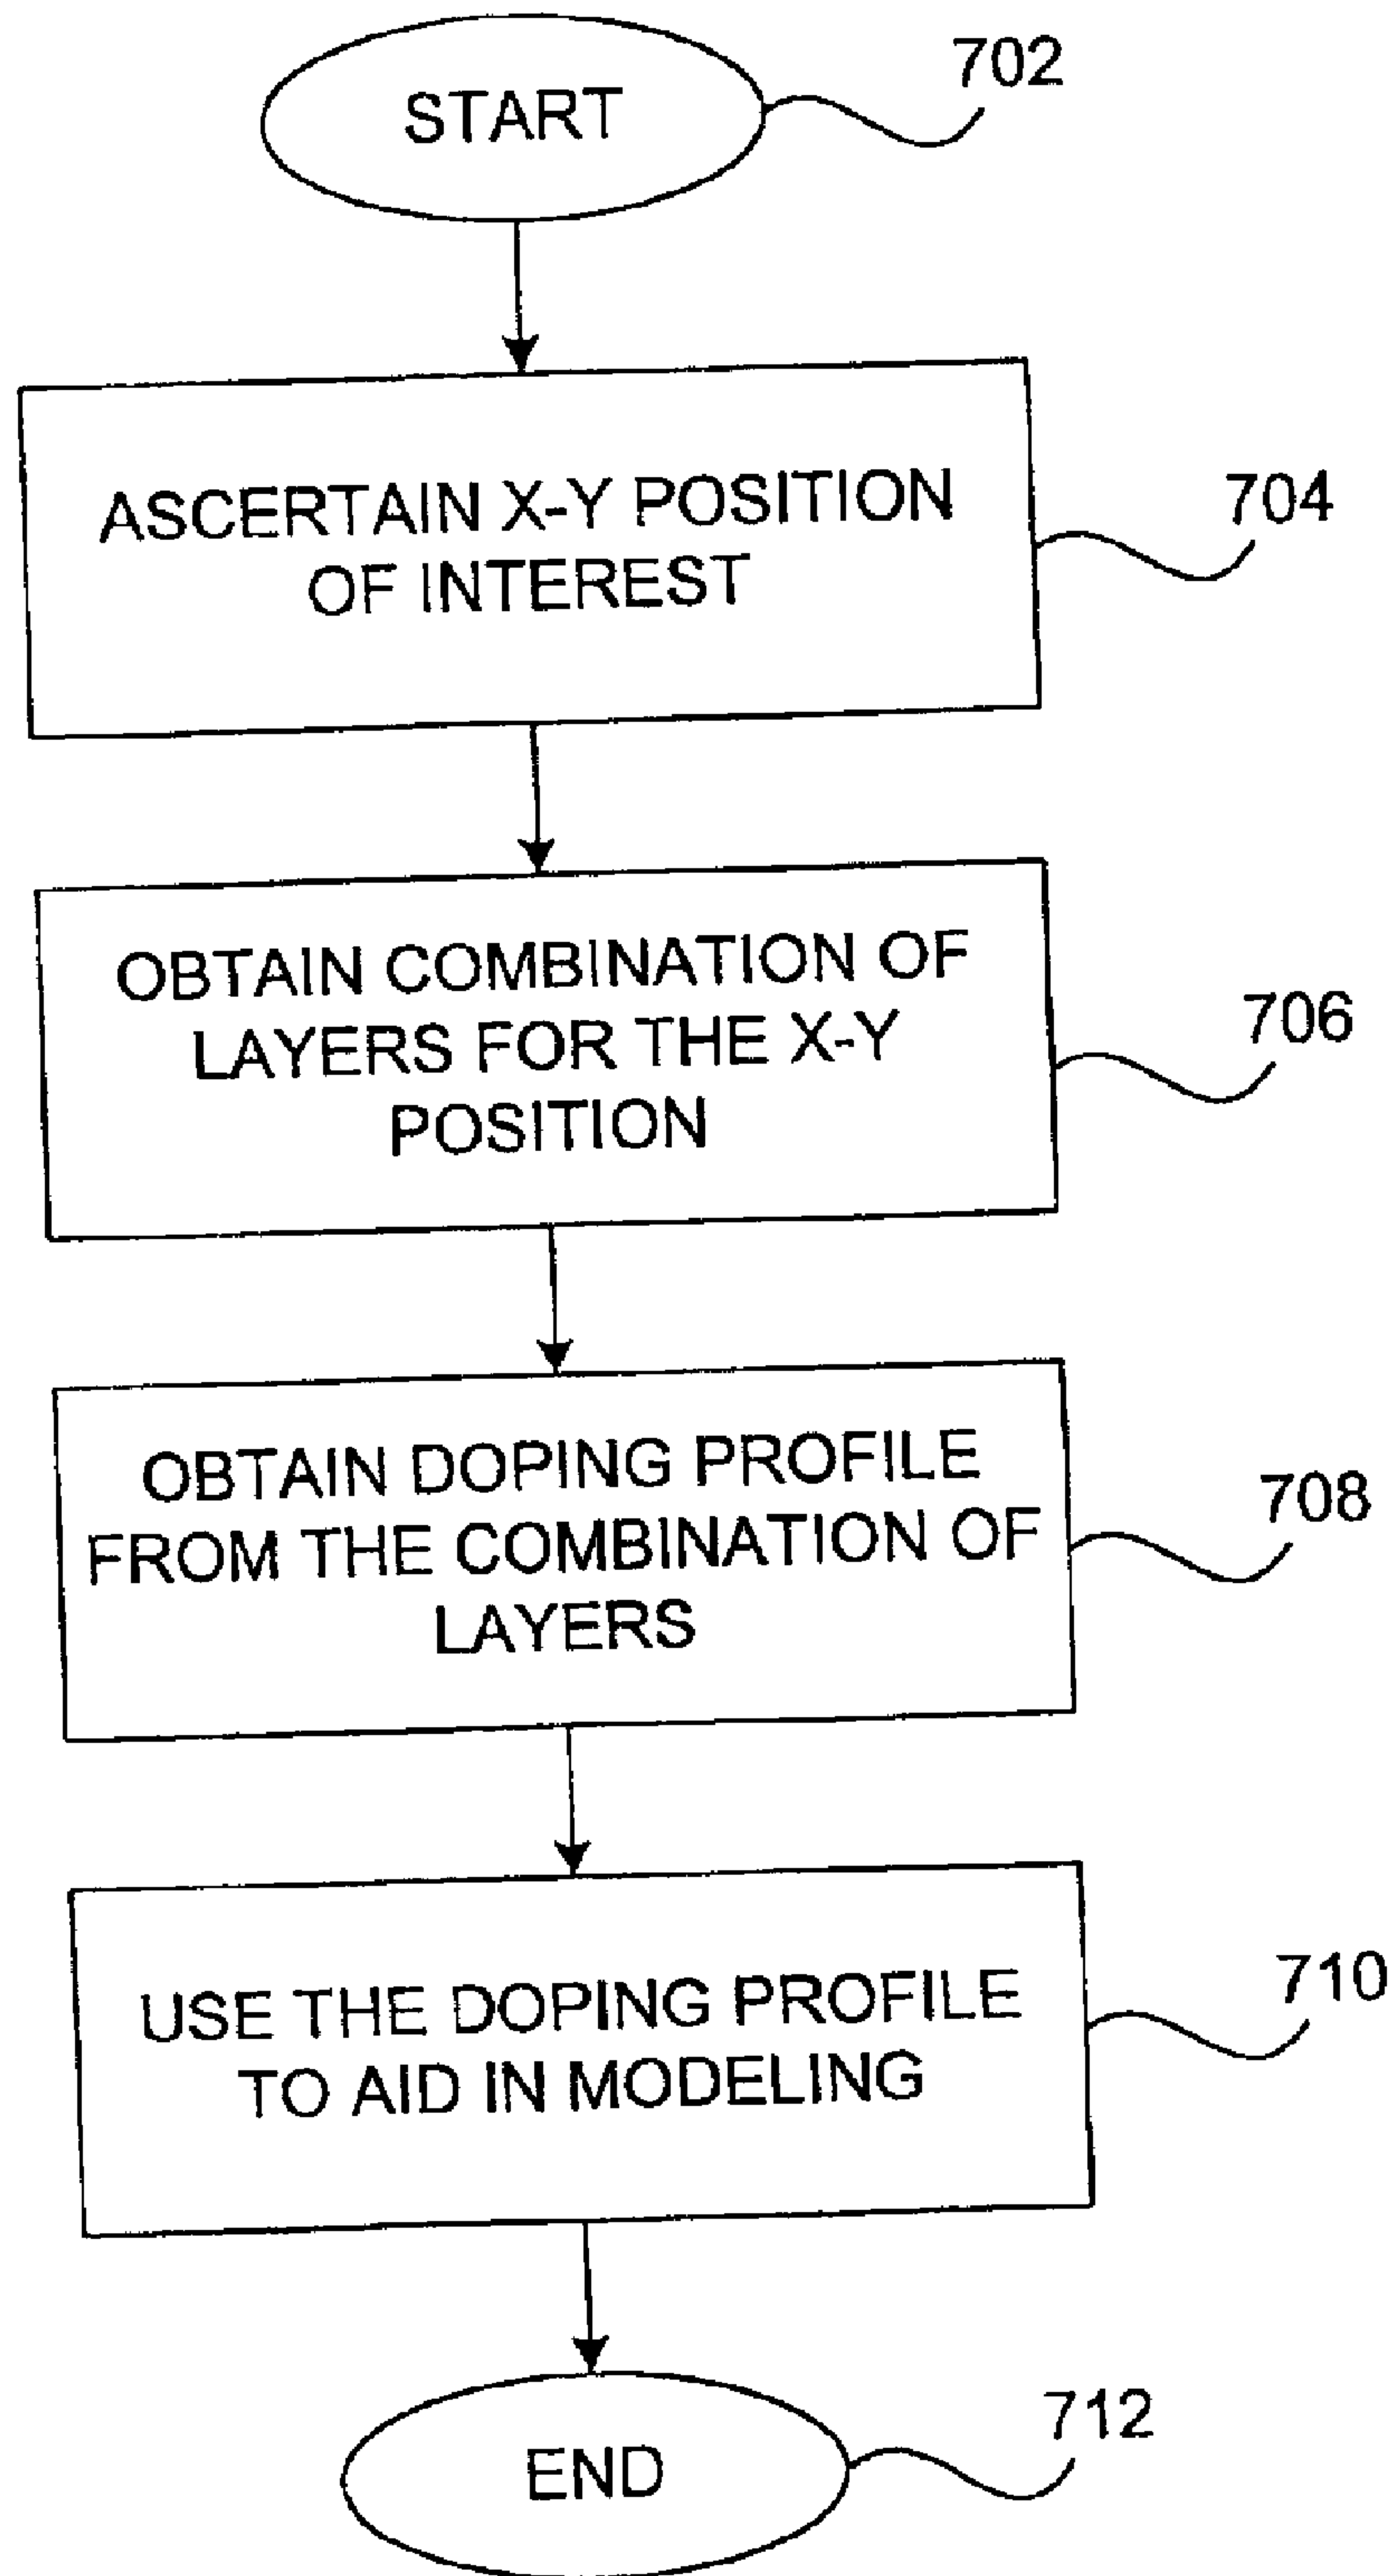 START
702
ASCERTAIN X-Y POSITION
OF INTEREST
704
OBTAIN COMBINATION OF
LAYERS FOR THE X-Y
POSITION
706
OBTAIN DOPING PROFILE
FROM THE COMBINATION OF
LAYERS
708
USE THE DOPING PROFILE
TO AID IN MODELING
710
END
712